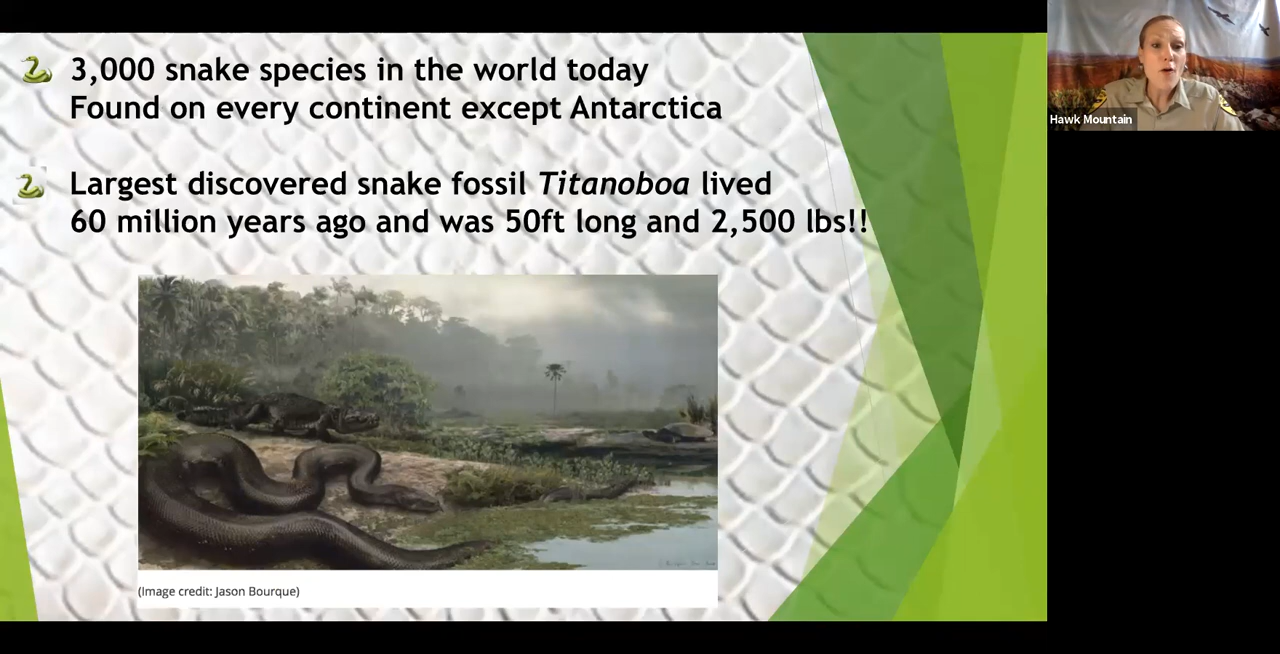 3,000 snake species in the world today
Found on every continent except Antarctica
Largest discovered snake fossil Titanoboa lived
60 million years ago and was 50ft long and 2,500 lbs!!
(Image credit: Jason Bourque)
Hawk Mountain